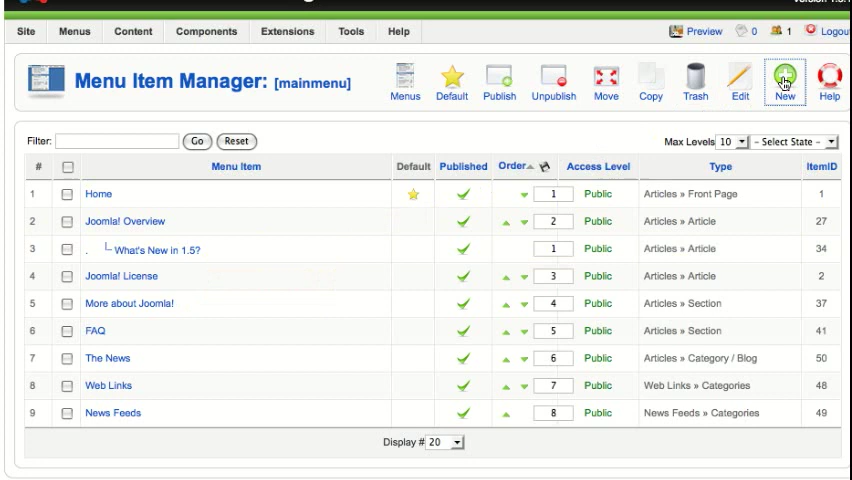 Site Menus Content Components Extensions Tools Help Preview 0 1 Logou
Menu Item Manager: [mainmenu]
Menus Default Publish Unpublish Move Copy Trash Edit New Help
Filter: Go Reset Max Levels 10 - Select State -
# Menu Item Default Published Order Access Level Type ItemID
1 Home 1 Public Articles » Front Page 1
2 Joomla! Overview 2 Public Articles » Article 27
3 . What's New in 1.5? 1 Public Articles » Article 34
4 Joomla! License 3 Public Articles » Article 2
5 More about Joomla! 4 Public Articles » Section 37
6 FAQ 5 Public Articles » Section 41
7 The News 6 Public Articles » Category / Blog 50
8 Web Links 7 Public Web Links » Categories 48
9 News Feeds 8 Public News Feeds » Categories 49
Display # 20